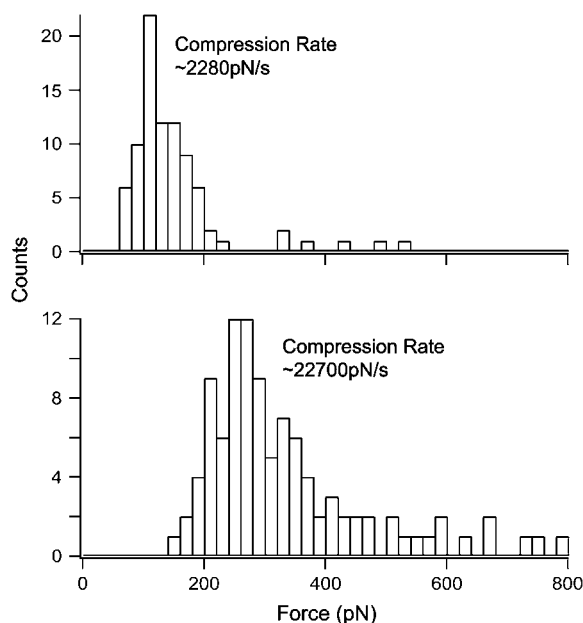 20
15
10
5
0
Compression Rate
~2280pN/s
Counts
12
8
4
0
Compression Rate
~22700pN/s
0 200 400 600 800
Force (pN)